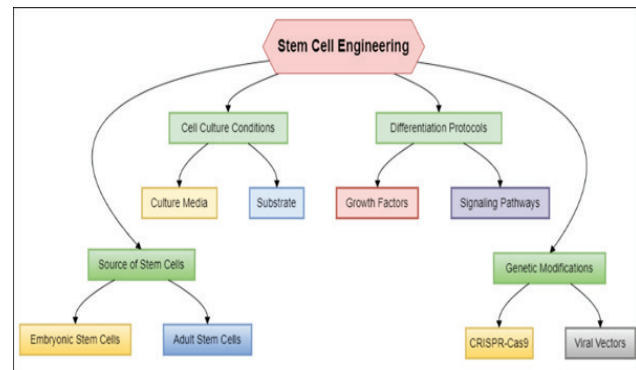 Stem Cell Engineering
Cell Culture Conditions
Differentiation Protocols
Culture Media
Substrate
Growth Factors
Signaling Pathways
Source of Stem Cells
Genetic Modifications
Embryonic Stem Cells
Adult Stem Cells
CRISPR-Cas9
Viral Vectors